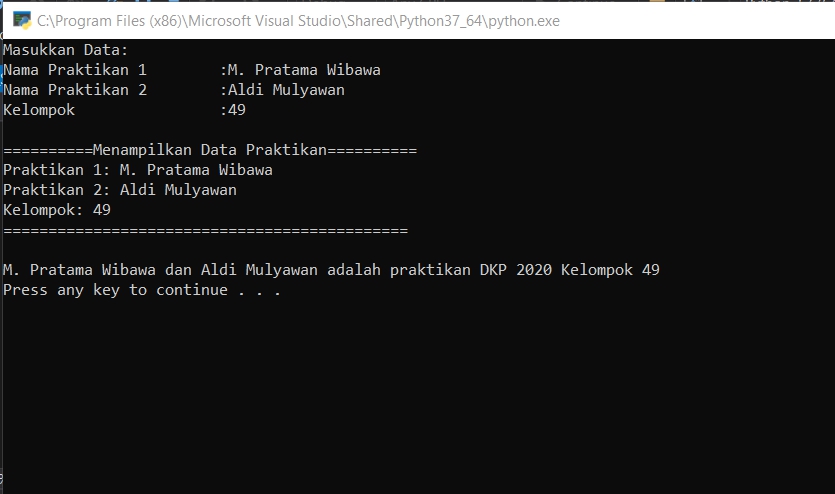 C:\Program Files (x86)\Microsoft Visual Studio\Shared\Python37_64\python.exe
Masukkan Data:
Nama Praktikan 1        :M. Pratama Wibawa
Nama Praktikan 2        :Aldi Mulyawan
Kelompok                :49

==========Menampilkan Data Praktikan==========
Praktikan 1: M. Pratama Wibawa
Praktikan 2: Aldi Mulyawan
Kelompok: 49
=============================================

M. Pratama Wibawa dan Aldi Mulyawan adalah praktikan DKP 2020 Kelompok 49
Press any key to continue . . .